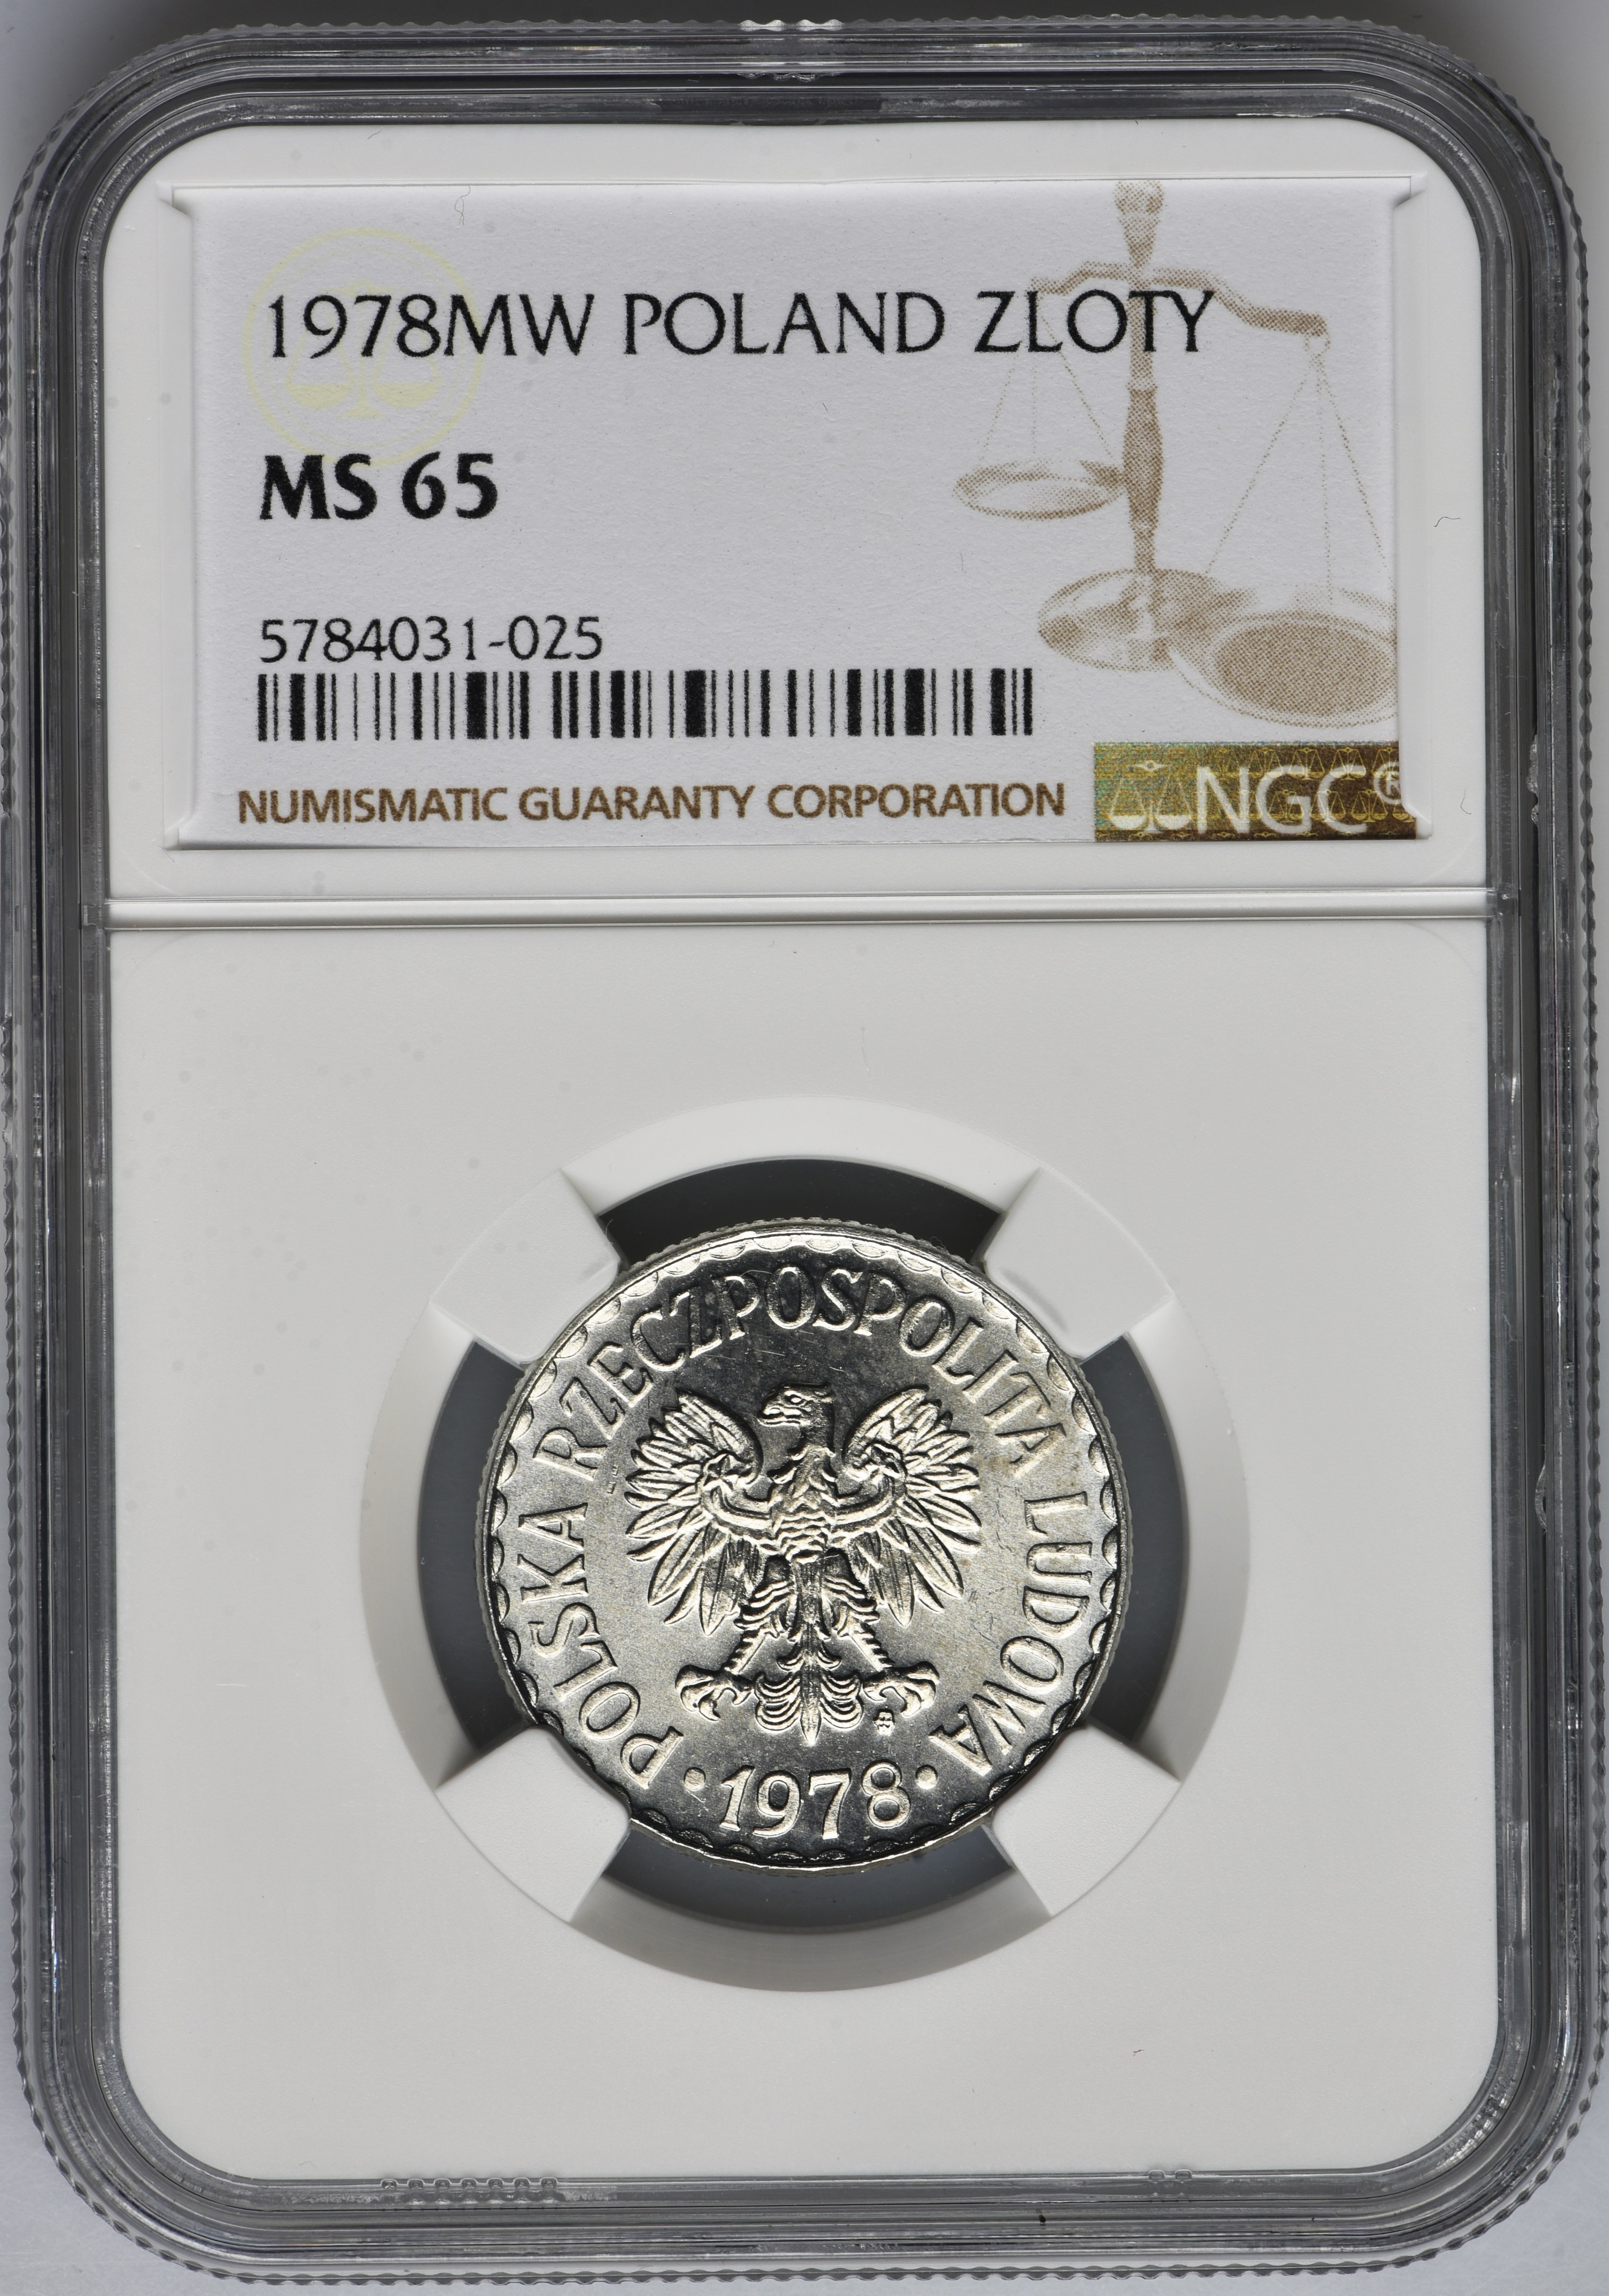 1978MW POLAND ZLOTY
MS 65
5784031-025
NUMISMATIC GUARANTY CORPORATION
NGC®
POLSKA RZECZPOSPOLITA LUDOWA
• 1978 •